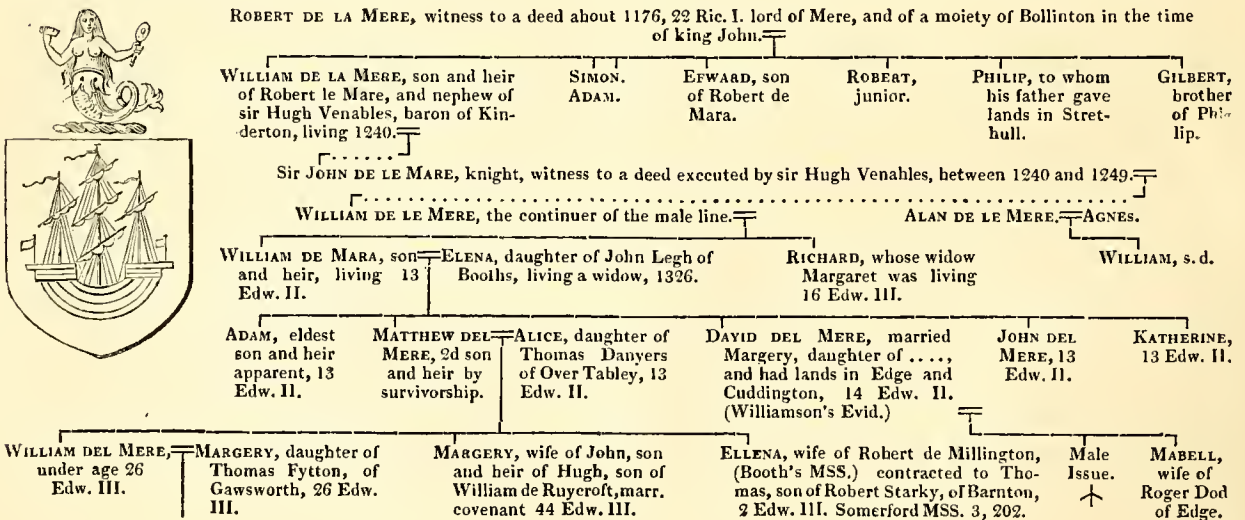 ROBERT DE LA MERE, witness to a deed about 1176, 22 Ric. I. lord of Mere, and of a moiety of Bollinton in the time
of king John.
WILLIAM DE LA MERE, son and heir
of Robert le Mare, and nephew of
sir Hugh Venables, baron of Kin-
derton, living 1240.
SIMON.
ADAM.
EFWARD, son
of Robert de
Mara.
ROBERT,
junior.
PHILIP, to whom
his father gave
lands in Stret-
hull.
GILBERT,
brother
of Phi-
lip.
Sir JOHN DE LE MARE, knight, witness to a deed executed by sir Hugh Venables, between 1240 and 1249.
WILLIAM DE LE MERE, the continuer of the male line.
ALAN DE LE MERE.
AGNES.
WILLIAM DE MARA, son
and heir, living 13
Edw. II.
ELENA, daughter of John Legh of
Booths, living a widow, 1326.
RICHARD, whose widow
Margaret was living
16 Edw. III.
WILLIAM, s. d.
ADAM, eldest
son and heir
apparent, 13
Edw. II.
MATTHEW DEL
MERE, 2d son
and heir by
survivorship.
ALICE, daughter of
Thomas Danyers
of Over Tabley, 13
Edw. II.
DAVID DEL MERE, married
Margery, daughter of ....,
and had lands in Edge and
Cuddington, 14 Edw. II.
(Williamson's Evid.)
JOHN DEL
MERE, 13
Edw. II.
KATHERINE,
13 Edw. II.
WILLIAM DEL MERE,
under age 26
Edw. III.
MARGERY, daughter of
Thomas Fytton, of
Gawsworth, 26 Edw.
III.
MARGERY, wife of John, son
and heir of Hugh, son of
William de Ruycroft, marr.
covenant 44 Edw. III.
ELLENA, wife of Robert de Millington,
(Booth's MSS.) contracted to Tho-
mas, son of Robert Starky, of Barnton,
2 Edw. III. Somerford MSS. 3, 202.
Male
Issue.
MABELL,
wife of
Roger Dod
of Edge.